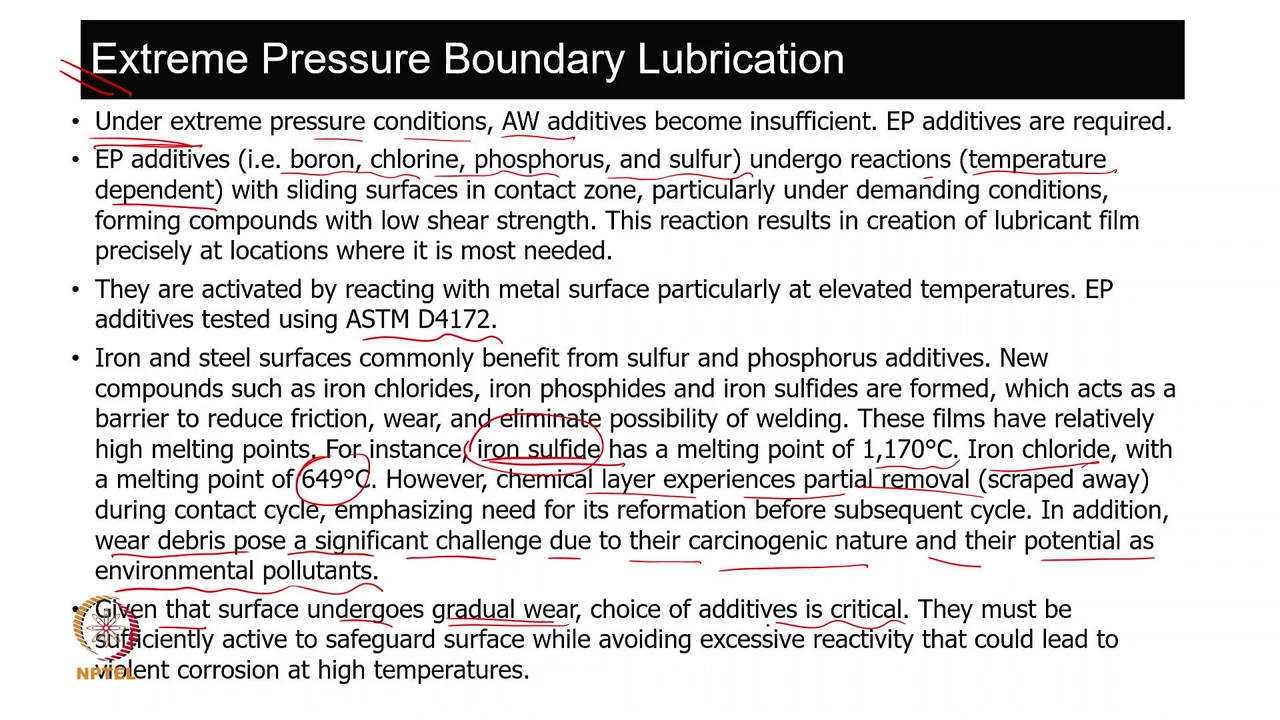 Extreme Pressure Boundary Lubrication
• Under extreme pressure conditions, AW additives become insufficient. EP additives are required.
• EP additives (i.e. boron, chlorine, phosphorus, and sulfur) undergo reactions (temperature
dependent) with sliding surfaces in contact zone, particularly under demanding conditions,
forming compounds with low shear strength. This reaction results in creation of lubricant film
precisely at locations where it is most needed.
• They are activated by reacting with metal surface particularly at elevated temperatures. EP
additives tested using ASTM D4172.
• Iron and steel surfaces commonly benefit from sulfur and phosphorus additives. New
compounds such as iron chlorides, iron phosphides and iron sulfides are formed, which acts as a
barrier to reduce friction, wear, and eliminate possibility of welding. These films have relatively
high melting points. For instance, iron sulfide has a melting point of 1,170°C. Iron chloride, with
a melting point of 649°C. However, chemical layer experiences partial removal (scraped away)
during contact cycle, emphasizing need for its reformation before subsequent cycle. In addition,
wear debris pose a significant challenge due to their carcinogenic nature and their potential as
environmental pollutants.
• Given that surface undergoes gradual wear, choice of additives is critical. They must be
sufficiently active to safeguard surface while avoiding excessive reactivity that could lead to
violent corrosion at high temperatures.
NPTEL